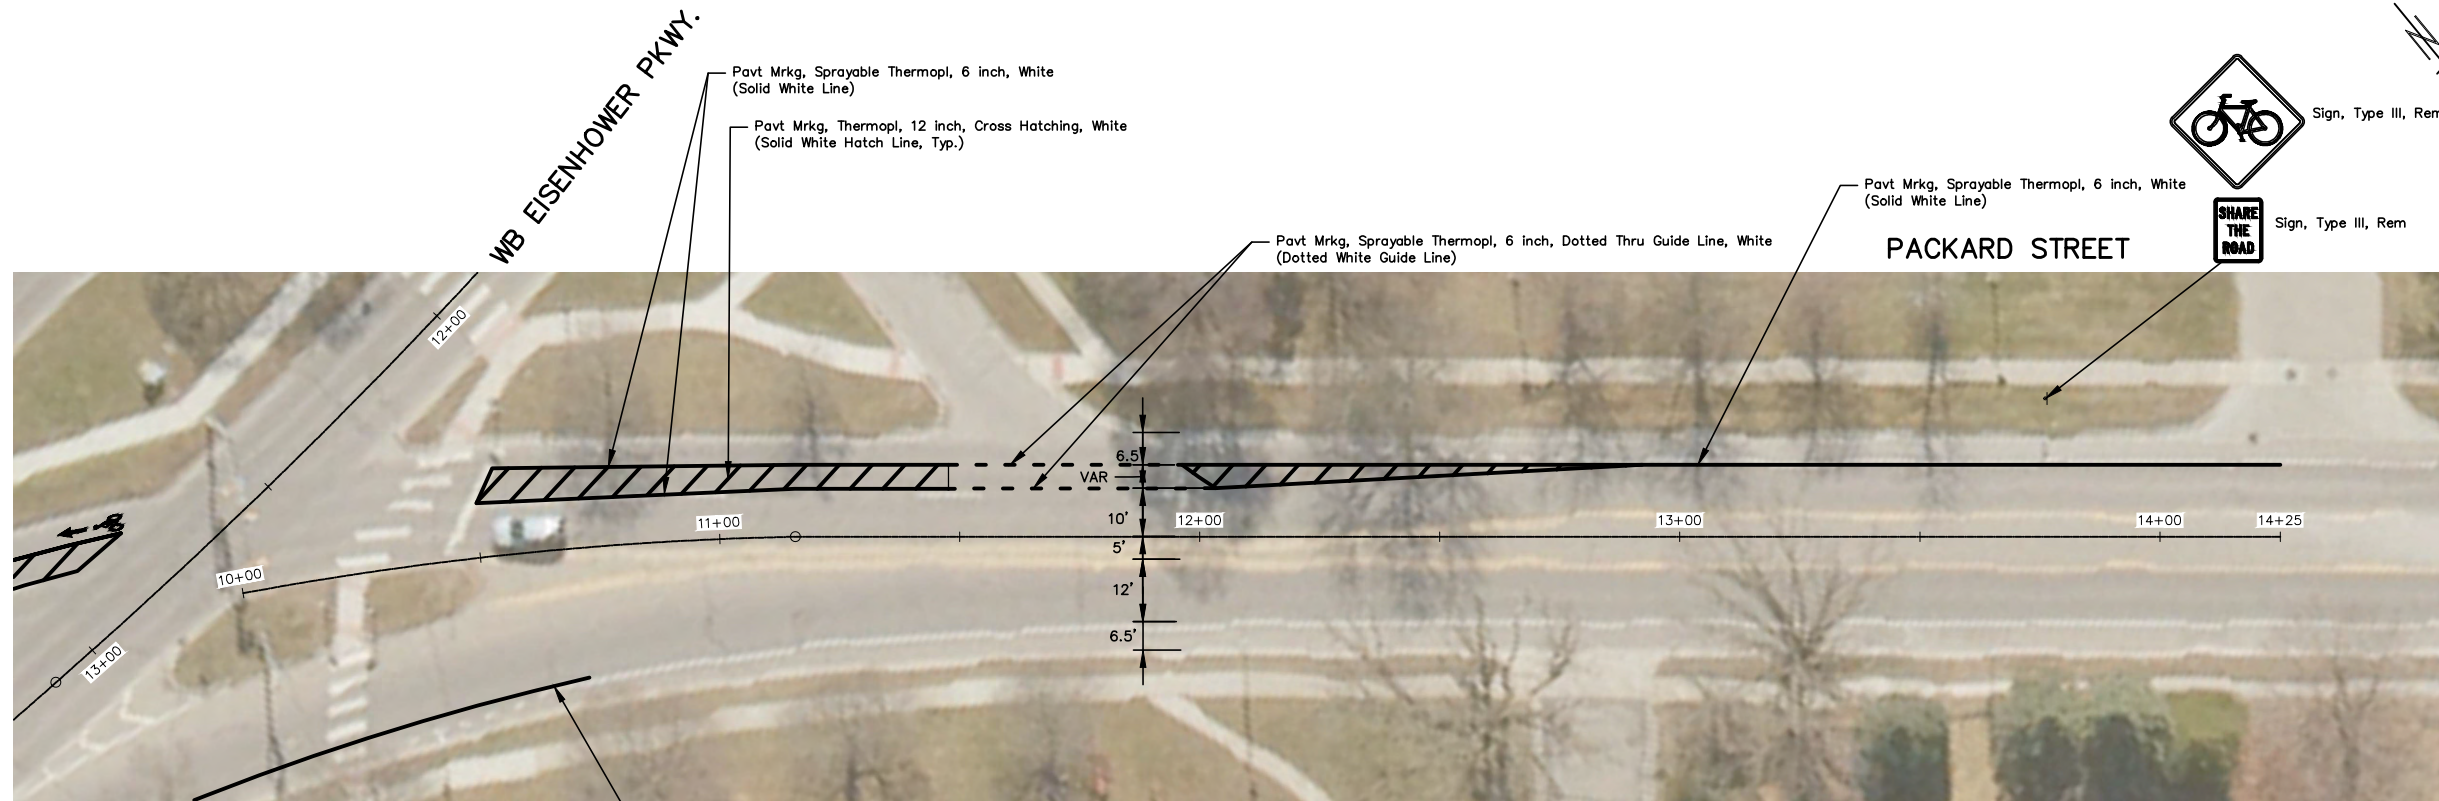 WB EISENHOWER PKWY.
Pavt Mrkg, Sprayable Thermopl, 6 inch, White
(Solid White Line)
Pavt Mrkg, Thermopl, 12 inch, Cross Hatching, White
(Solid White Hatch Line, Typ.)
Sign, Type III, Rem
Pavt Mrkg, Sprayable Thermopl, 6 inch, White
(Solid White Line)
SHARE
THE
ROAD
Sign, Type III, Rem
PACKARD STREET
Pavt Mrkg, Sprayable Thermopl, 6 inch, Dotted Thru Guide Line, White
(Dotted White Guide Line)
12+00
6.5'
VAR
10'
11+00
12+00
13+00
14+00
14+25
5'
10+00
12'
6.5'
13+00